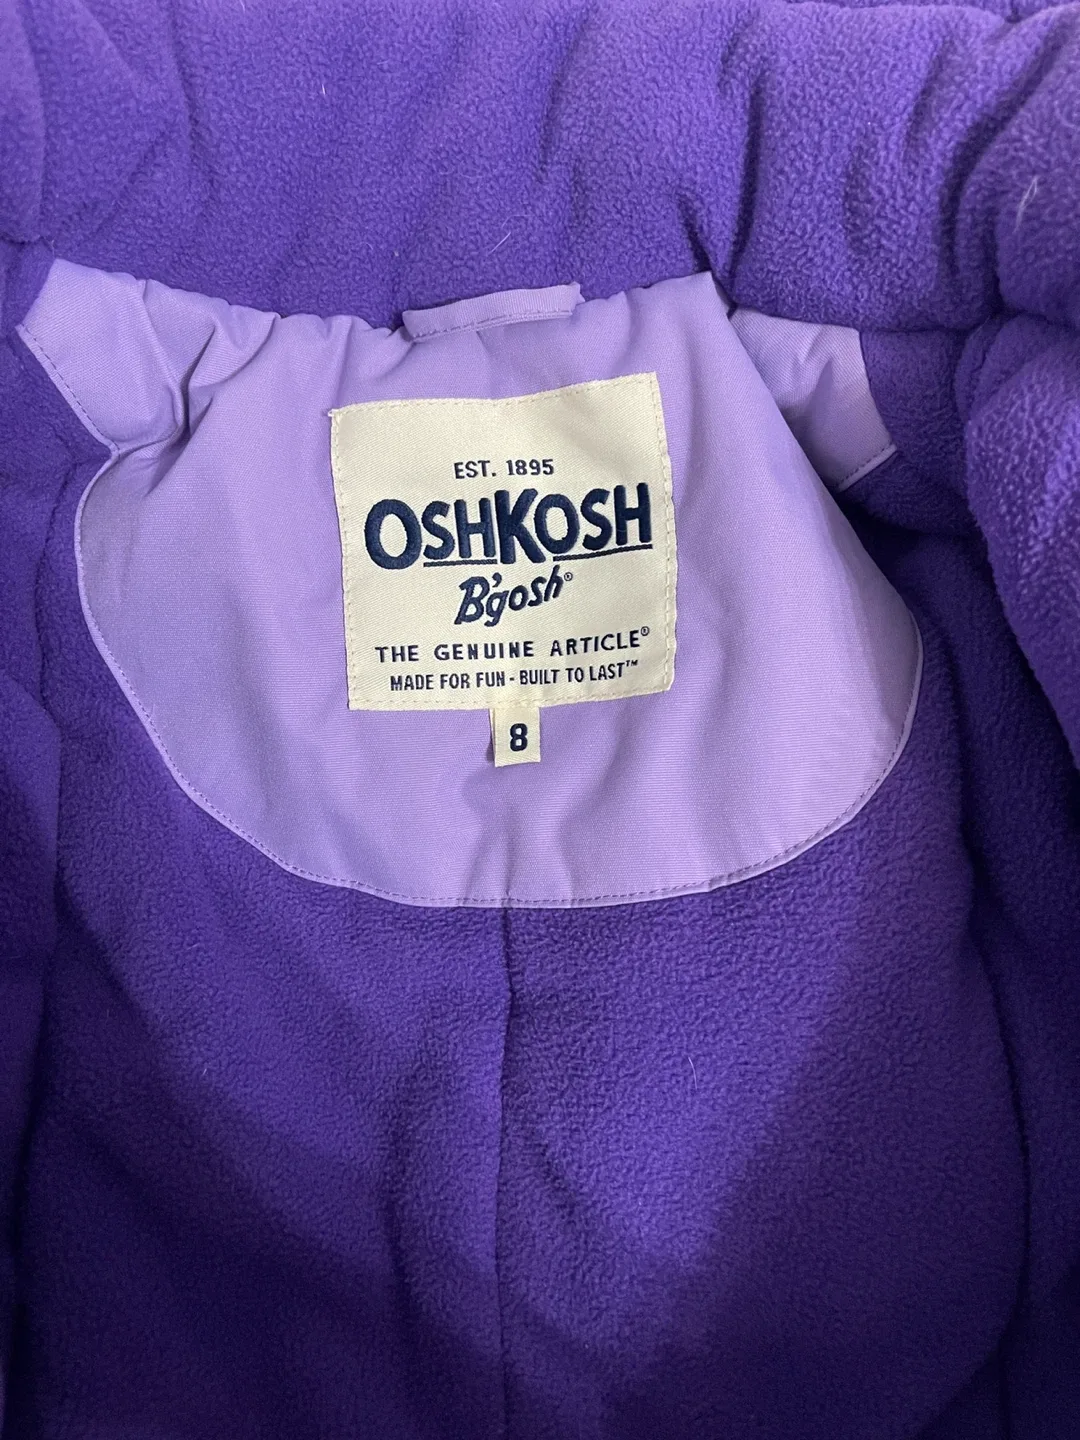 EST. 1895
OSHKOSH
B'gosh®
THE GENUINE ARTICLE®
MADE FOR FUN - BUILT TO LAST™
8